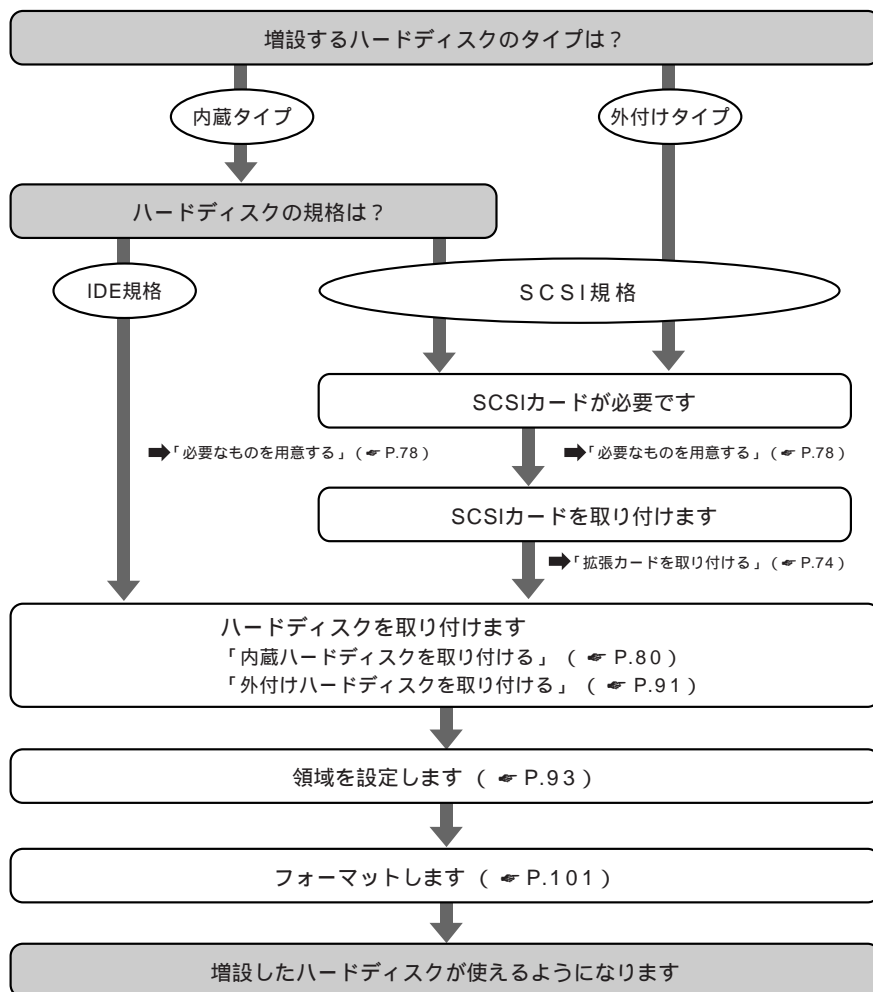 増設するハードディスクのタイプは？
内蔵タイプ
外付けタイプ
ハードディスクの規格は？
IDE規格
SCSI規格
SCSIカードが必要です
➡「必要なものを用意する」（☛ P.78）
➡「必要なものを用意する」（☛ P.78）
SCSIカードを取り付けます
➡「拡張カードを取り付ける」（☛ P.74）
ハードディスクを取り付けます
「内蔵ハードディスクを取り付ける」（☛ P.80）
「外付けハードディスクを取り付ける」（☛ P.91）
領域を設定します（☛ P.93）
フォーマットします（☛ P.101）
増設したハードディスクが使えるようになります